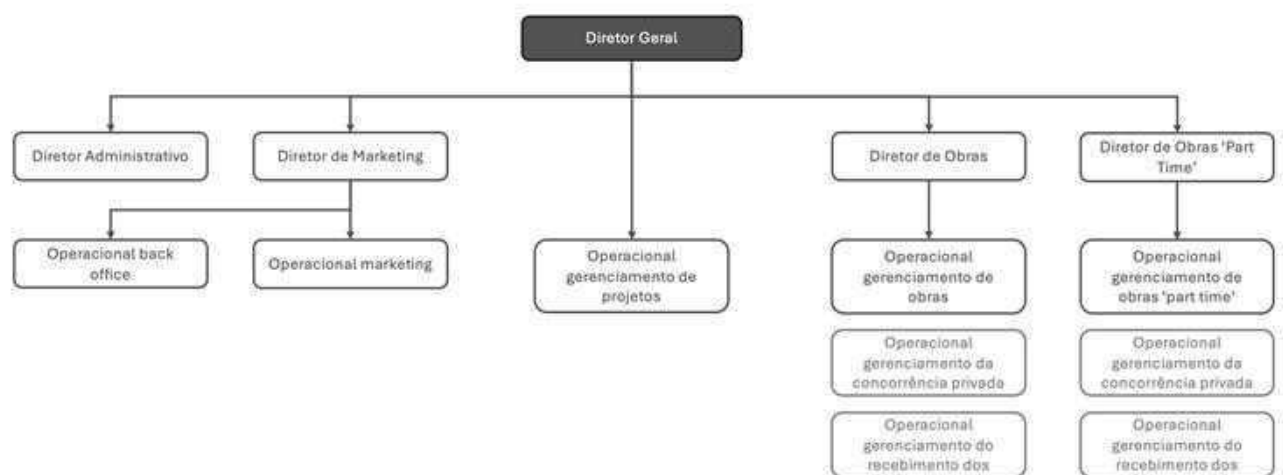 Diretor Geral
Diretor Administrativo
Diretor de Marketing
Diretor de Obras
Diretor de Obras 'Part
Time'
Operacional back
office
Operacional marketing
Operacional
gerenciamento de
projetos
Operacional
gerenciamento de
obras
Operacional
gerenciamento de
obras 'part time'
Operacional
gerenciamento da
concorrência privada
Operacional
gerenciamento da
concorrência privada
Operacional
gerenciamento do
recebimento dos
Operacional
gerenciamento do
recebimento dos